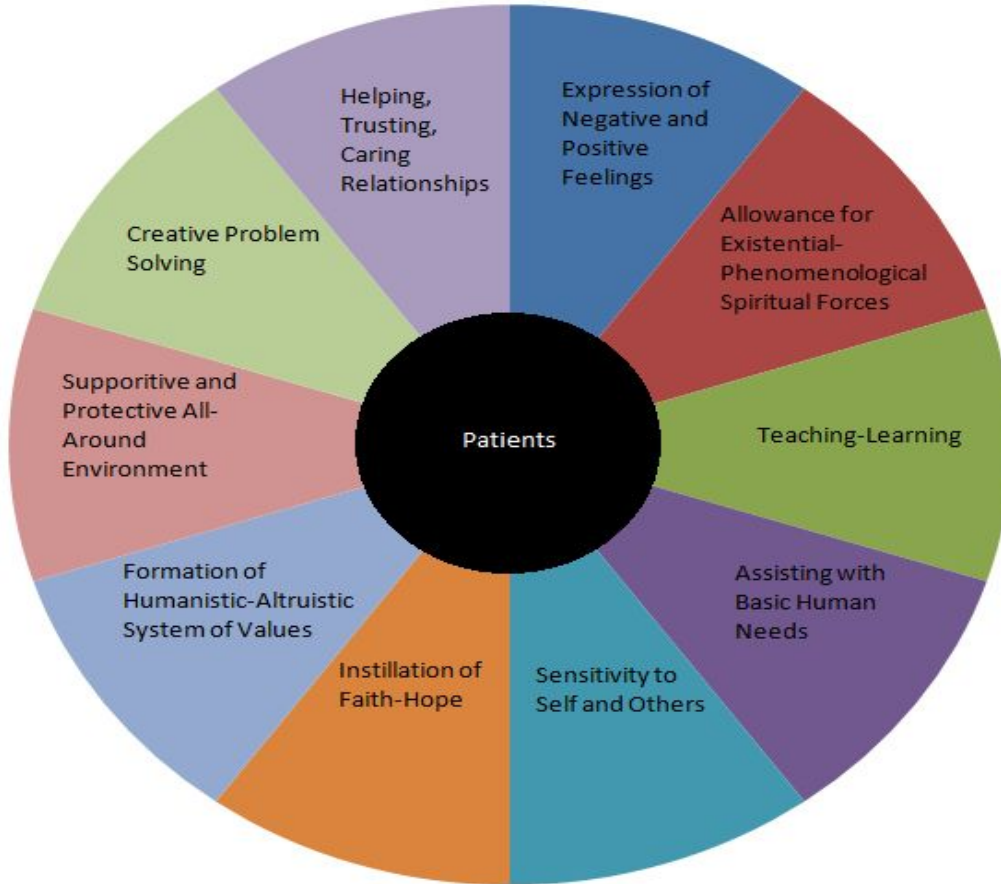 Helping,
Trusting,
Caring
Relationships
Expression of
Negative and
Positive
Feelings
Allowance for
Existential-
Phenomenological
Spiritual Forces
Teaching-Learning
Assisting with
Basic Human
Needs
Sensitivity to
Self and Others
Instillation of
Faith-Hope
Formation of
Humanistic-Altruistic
System of Values
Supportitive and
Protective All-
Around
Environment
Creative Problem
Solving
Patients